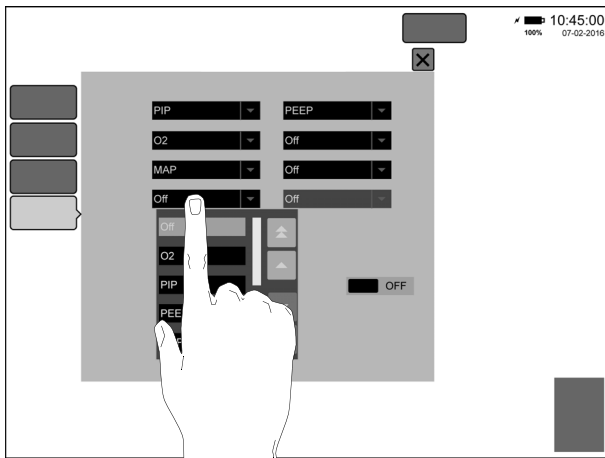 10:45:00
100% 07-02-2016
PIP PEEP
O2 Off
MAP Off
Off Off
Off
O2
PIP
OFF
PEE